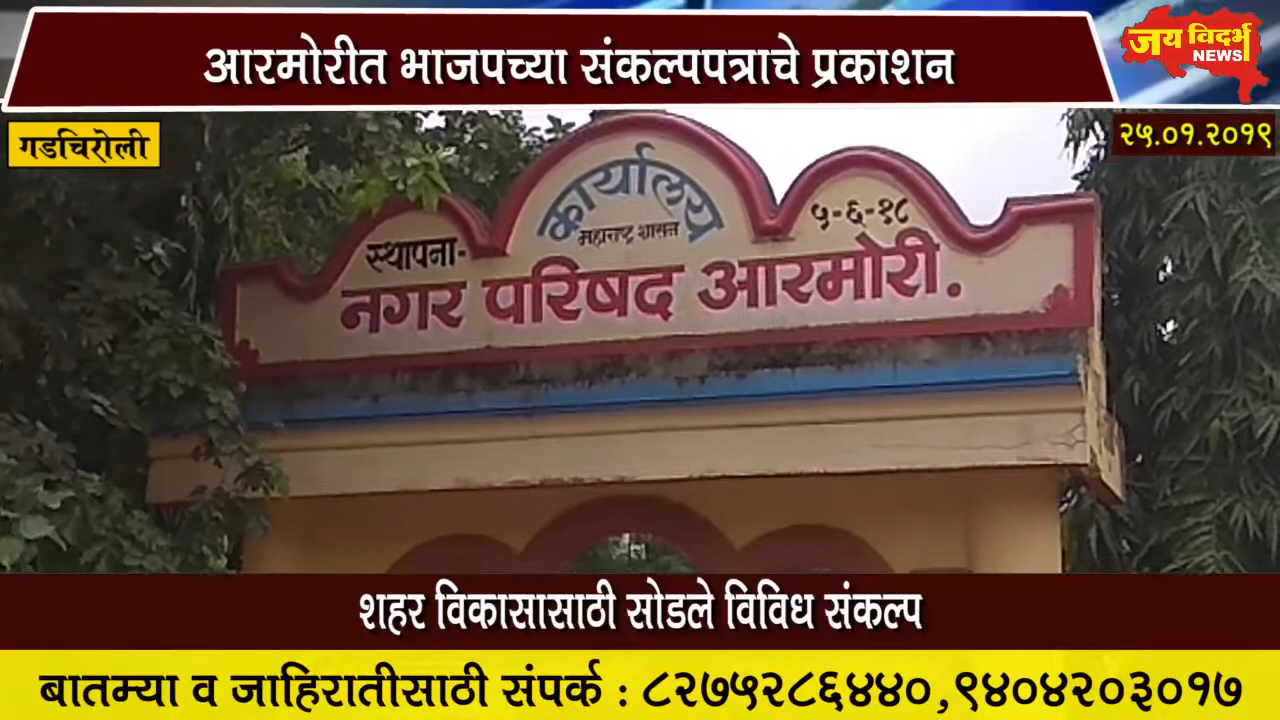 आरमोरीत भाजपच्या संकल्पपत्राचे प्रकाशन
जय विदर्भ
NEWS
गडचिरोली
२५.०१.२०१९
कार्यालय
महाराष्ट्र शासन
स्थापना- ५-६-१८
नगर परिषद आरमोरी.
शहर विकासासाठी सोडले विविध संकल्प
बातम्या व जाहिरातीसाठी संपर्क : ८२७५२८६४४०,९४०४२०३०१७